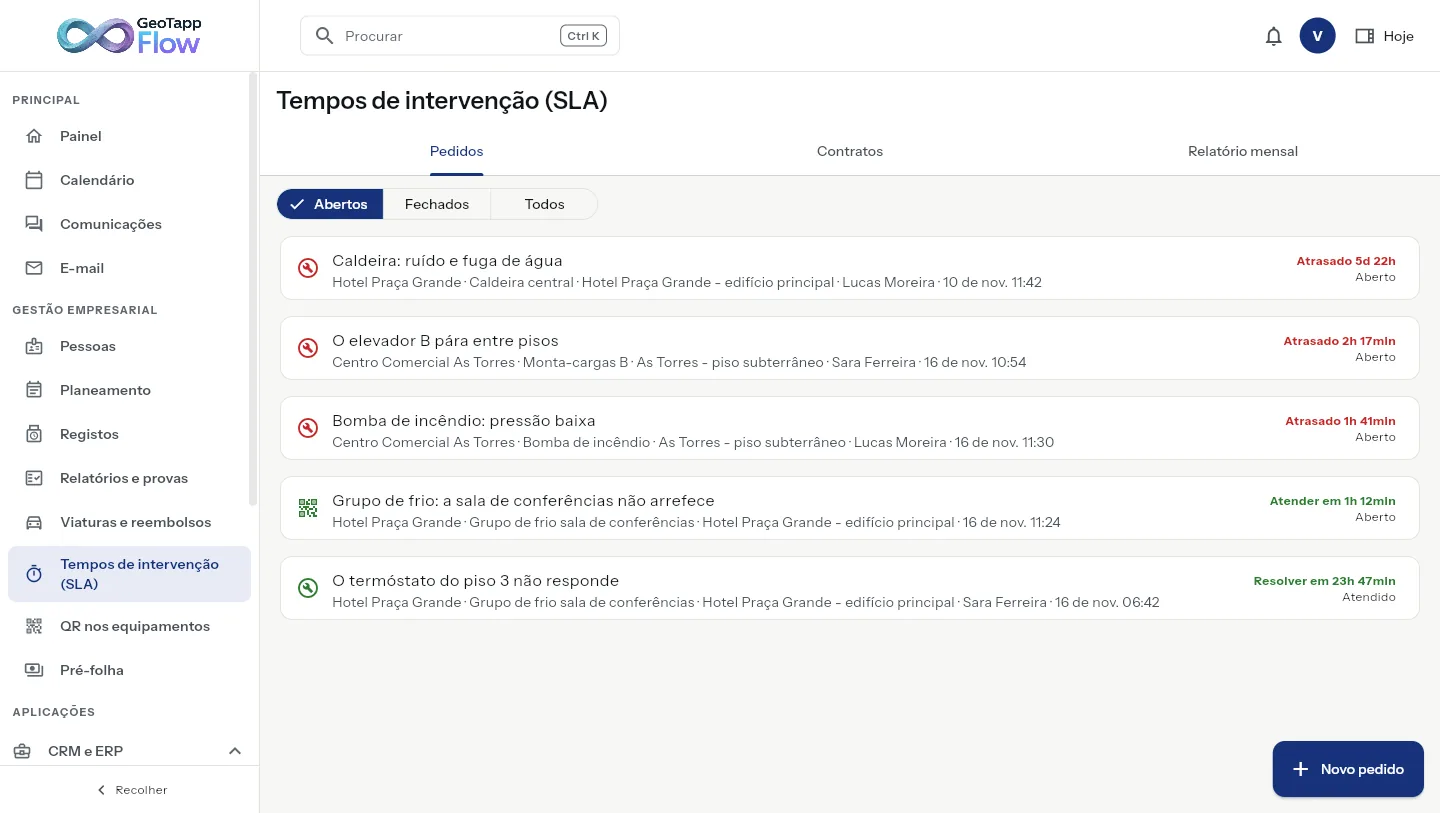 GeoTapp
Flow
Procurar
Ctrl K
V
Hoje
PRINCIPAL
Painel
Calendário
Comunicações
E-mail
GESTÃO EMPRESARIAL
Pessoas
Planeamento
Registos
Relatórios e provas
Viaturas e reembolsos
Tempos de intervenção
(SLA)
QR nos equipamentos
Pré-folha
APLICAÇÕES
CRM e ERP
Recolher
Tempos de intervenção (SLA)
Pedidos
Contratos
Relatório mensal
Abertos
Fechados
Todos
Caldeira: ruído e fuga de água
Hotel Praça Grande · Caldeira central · Hotel Praça Grande – edifício principal · Lucas Moreira · 10 de nov. 11:42
Atrasado 5d 22h
Aberto
O elevador B pára entre pisos
Centro Comercial As Torres · Monta-cargas B · As Torres – piso subterrâneo · Sara Ferreira · 16 de nov. 10:54
Atrasado 2h 17min
Aberto
Bomba de incêndio: pressão baixa
Centro Comercial As Torres · Bomba de incêndio · As Torres – piso subterrâneo · Lucas Moreira · 16 de nov. 11:30
Atrasado 1h 41min
Aberto
Grupo de frio: a sala de conferências não arrefece
Hotel Praça Grande · Grupo de frio sala de conferências · Hotel Praça Grande – edifício principal · 16 de nov. 11:24
Atender em 1h 12min
Aberto
O termóstato do piso 3 não responde
Hotel Praça Grande · Grupo de frio sala de conferências · Hotel Praça Grande – edifício principal · Sara Ferreira · 16 de nov. 06:42
Resolver em 23h 47min
Atendido
Novo pedido